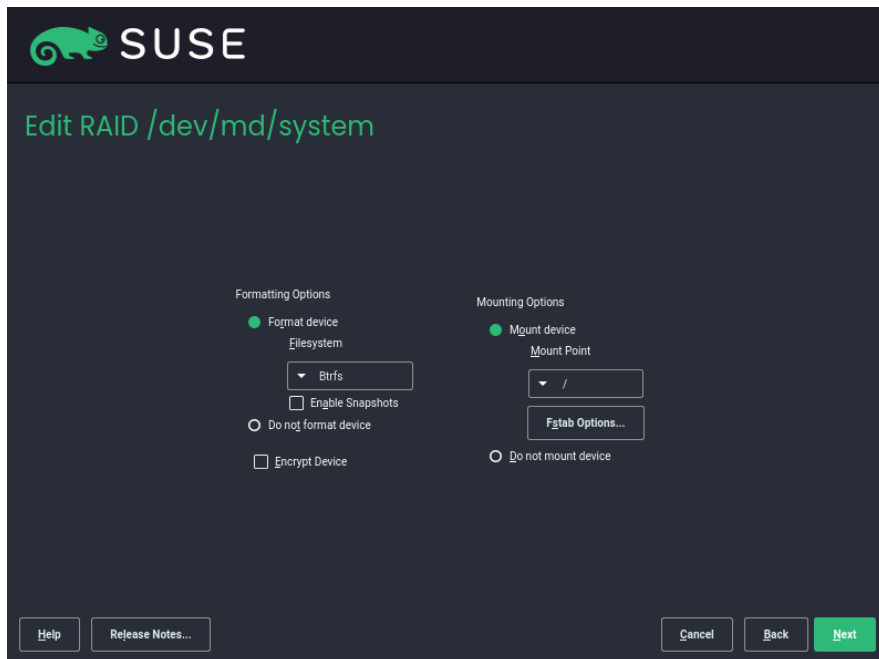 SUSE
Edit RAID /dev/md/system
Formatting Options
Format device
Filesystem
Btrfs
Enable Snapshots
Do not format device
Encrypt Device
Mounting Options
Mount device
Mount Point
/
Fstab Options...
Do not mount device
Help
Release Notes...
Cancel
Back
Next